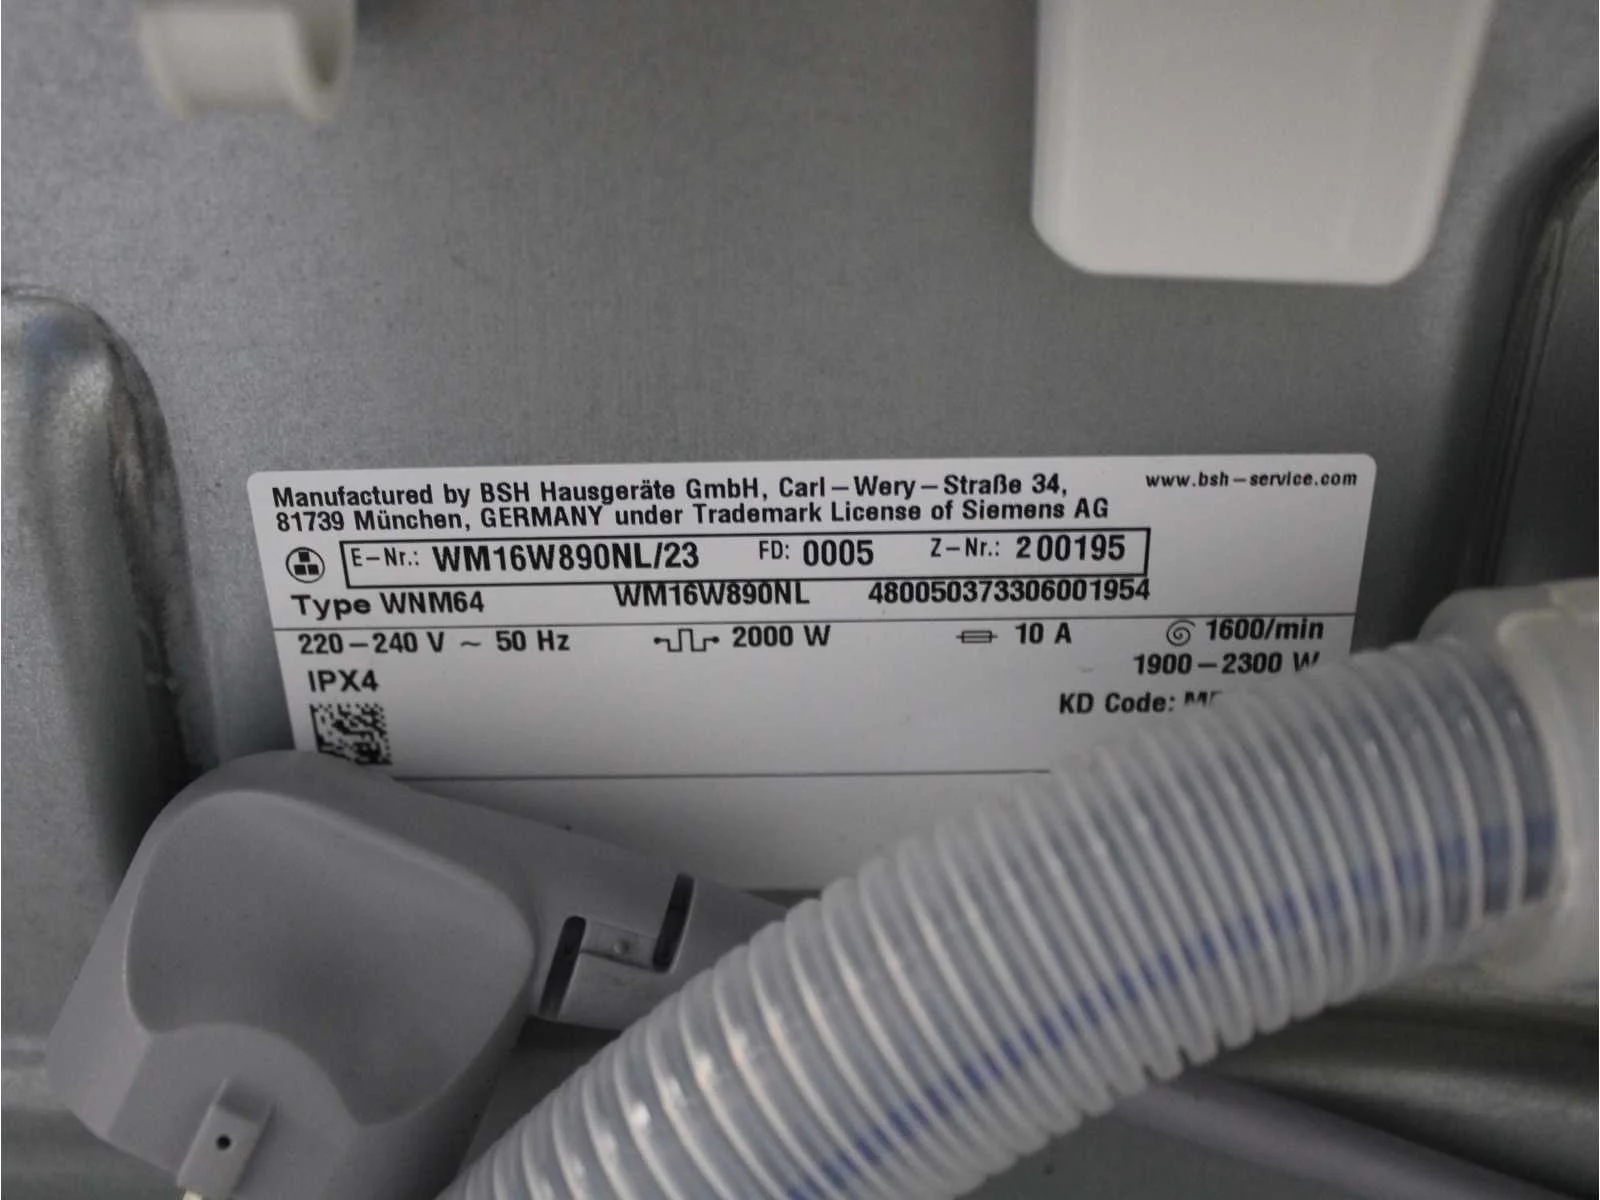 Manufactured by BSH Hausgeräte GmbH, Carl-Wery-Straße 34, www.bsh-service.com
81739 München, GERMANY under Trademark License of Siemens AG
E-Nr.: WM16W890NL/23 FD: 0005 Z-Nr.: 200195
Type WNM64 WM16W890NL 480050373306001954
220-240 V ~ 50 Hz 2000 W 10 A 1600/min
IPX4 1900-2300 W
KD Code: